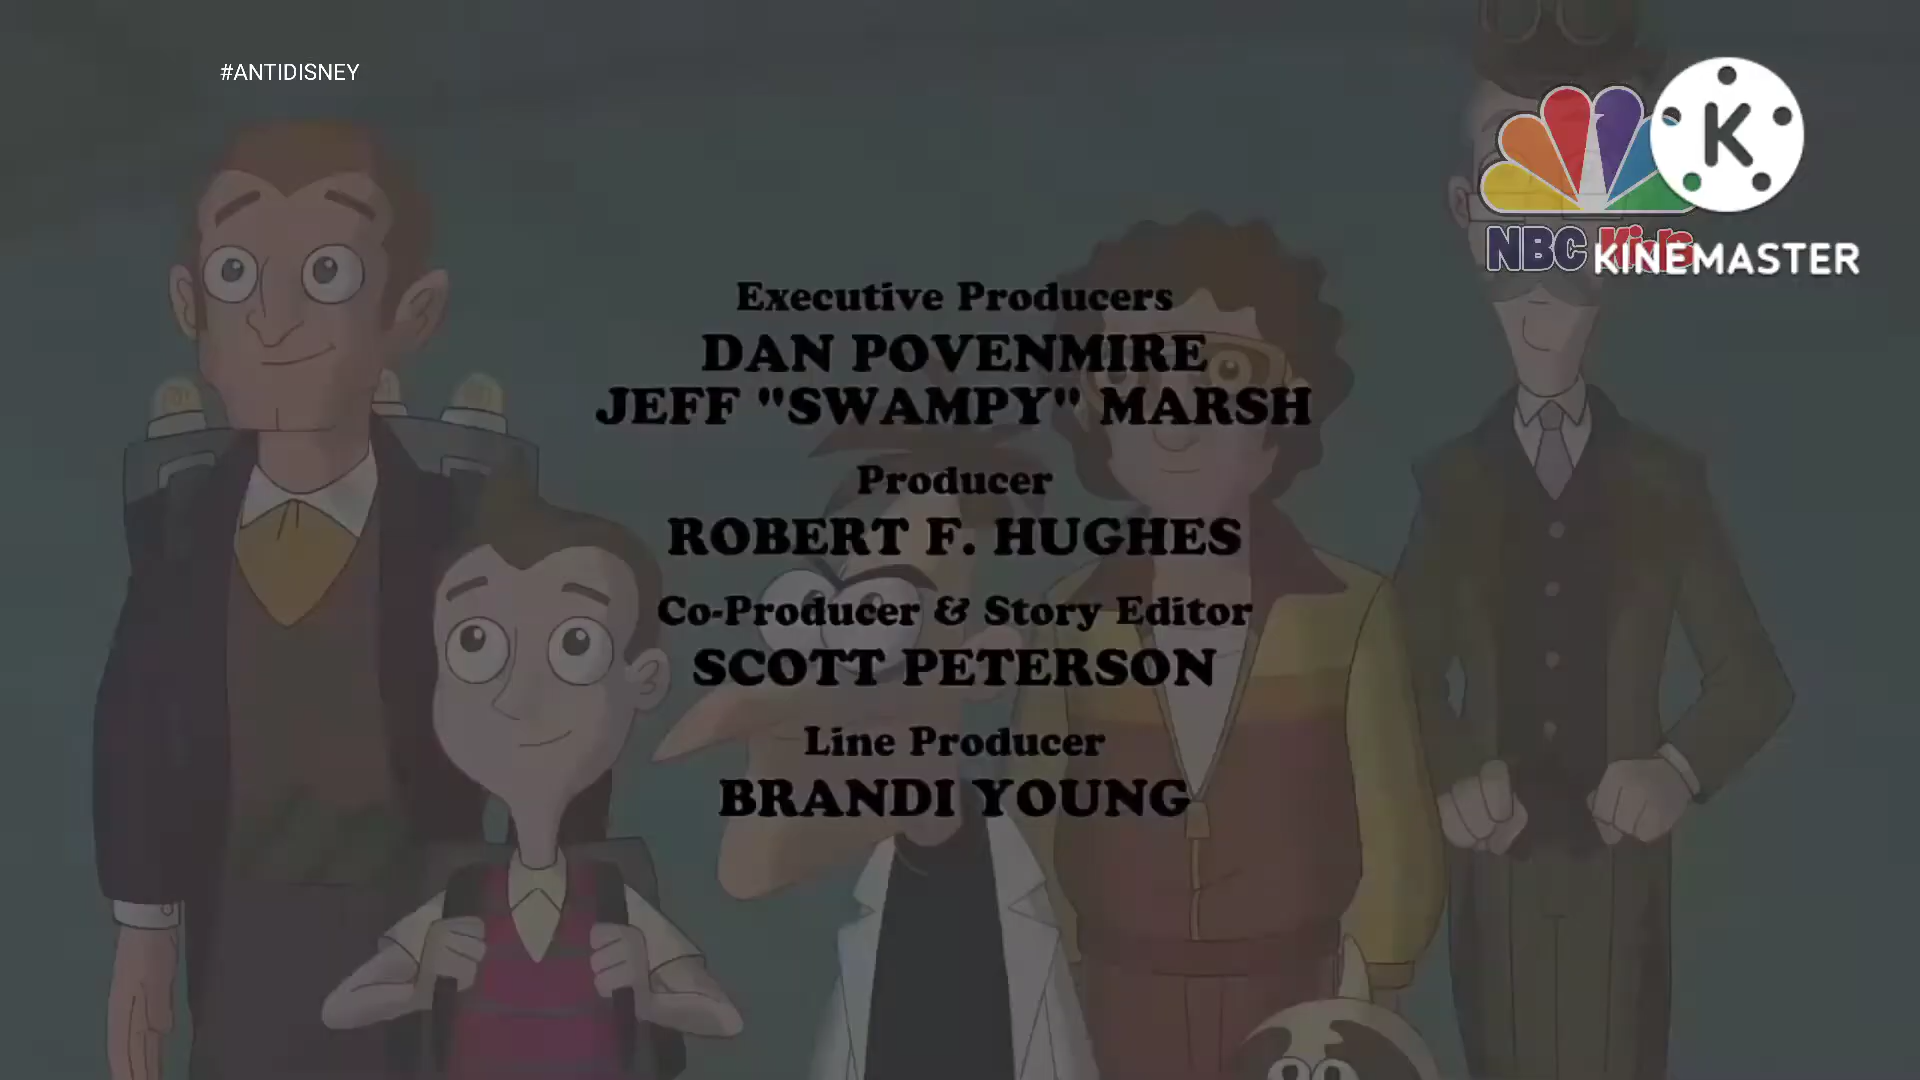 #ANTIDISNEY
K
NBC Kids
KINEMASTER
Executive Producers
DAN POVENMIRE
JEFF "SWAMPY" MARSH
Producer
ROBERT F. HUGHES
Co-Producer & Story Editor
SCOTT PETERSON
Line Producer
BRANDI YOUNG